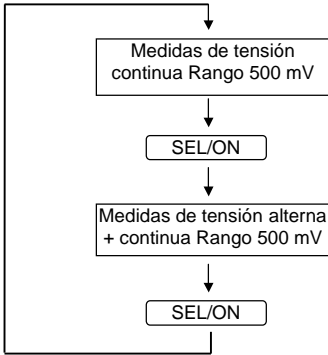 Medidas de tensión
continua Rango 500 mV
SEL/ON
Medidas de tensión alterna
+ continua Rango 500 mV
SEL/ON